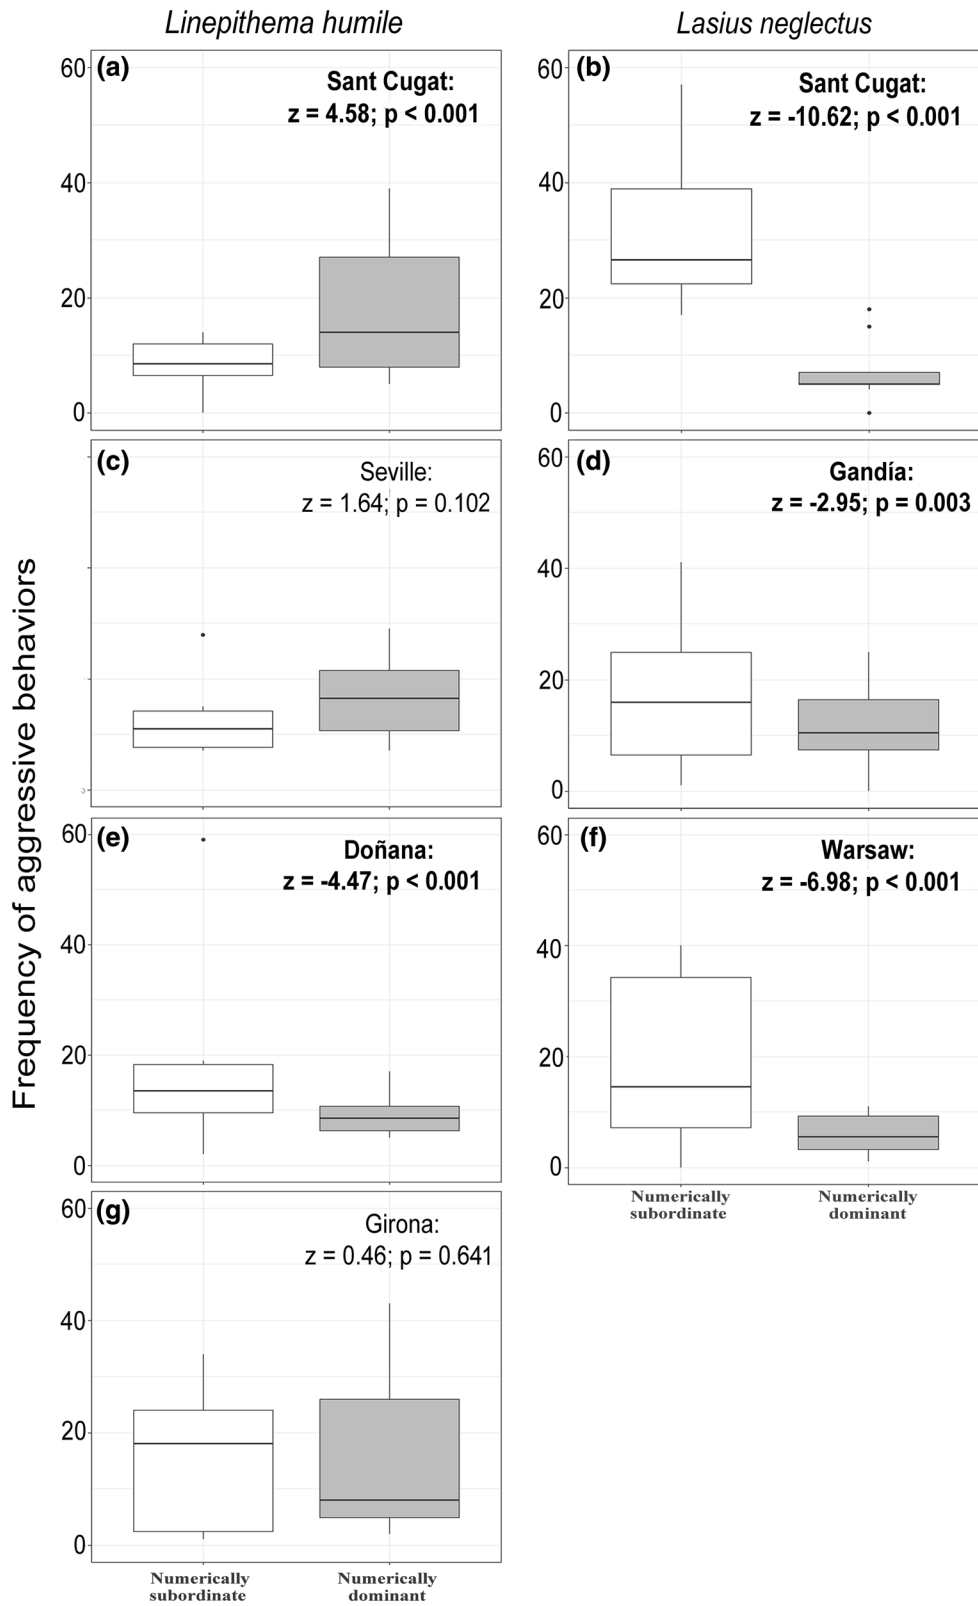 Linepithema humile
Lasius neglectus
Frequency of aggressive behaviors
(a)
Sant Cugat:
z = 4.58; p < 0.001
60
40
20
0
(b)
Sant Cugat:
z = -10.62; p < 0.001
60
40
20
0
(c)
Seville:
z = 1.64; p = 0.102
(d)
Gandía:
z = -2.95; p = 0.003
60
40
20
0
(e)
Doñana:
z = -4.47; p < 0.001
60
40
20
0
(f)
Warsaw:
z = -6.98; p < 0.001
60
40
20
0
Numerically
subordinate
Numerically
dominant
(g)
Girona:
z = 0.46; p = 0.641
60
40
20
0
Numerically
subordinate
Numerically
dominant